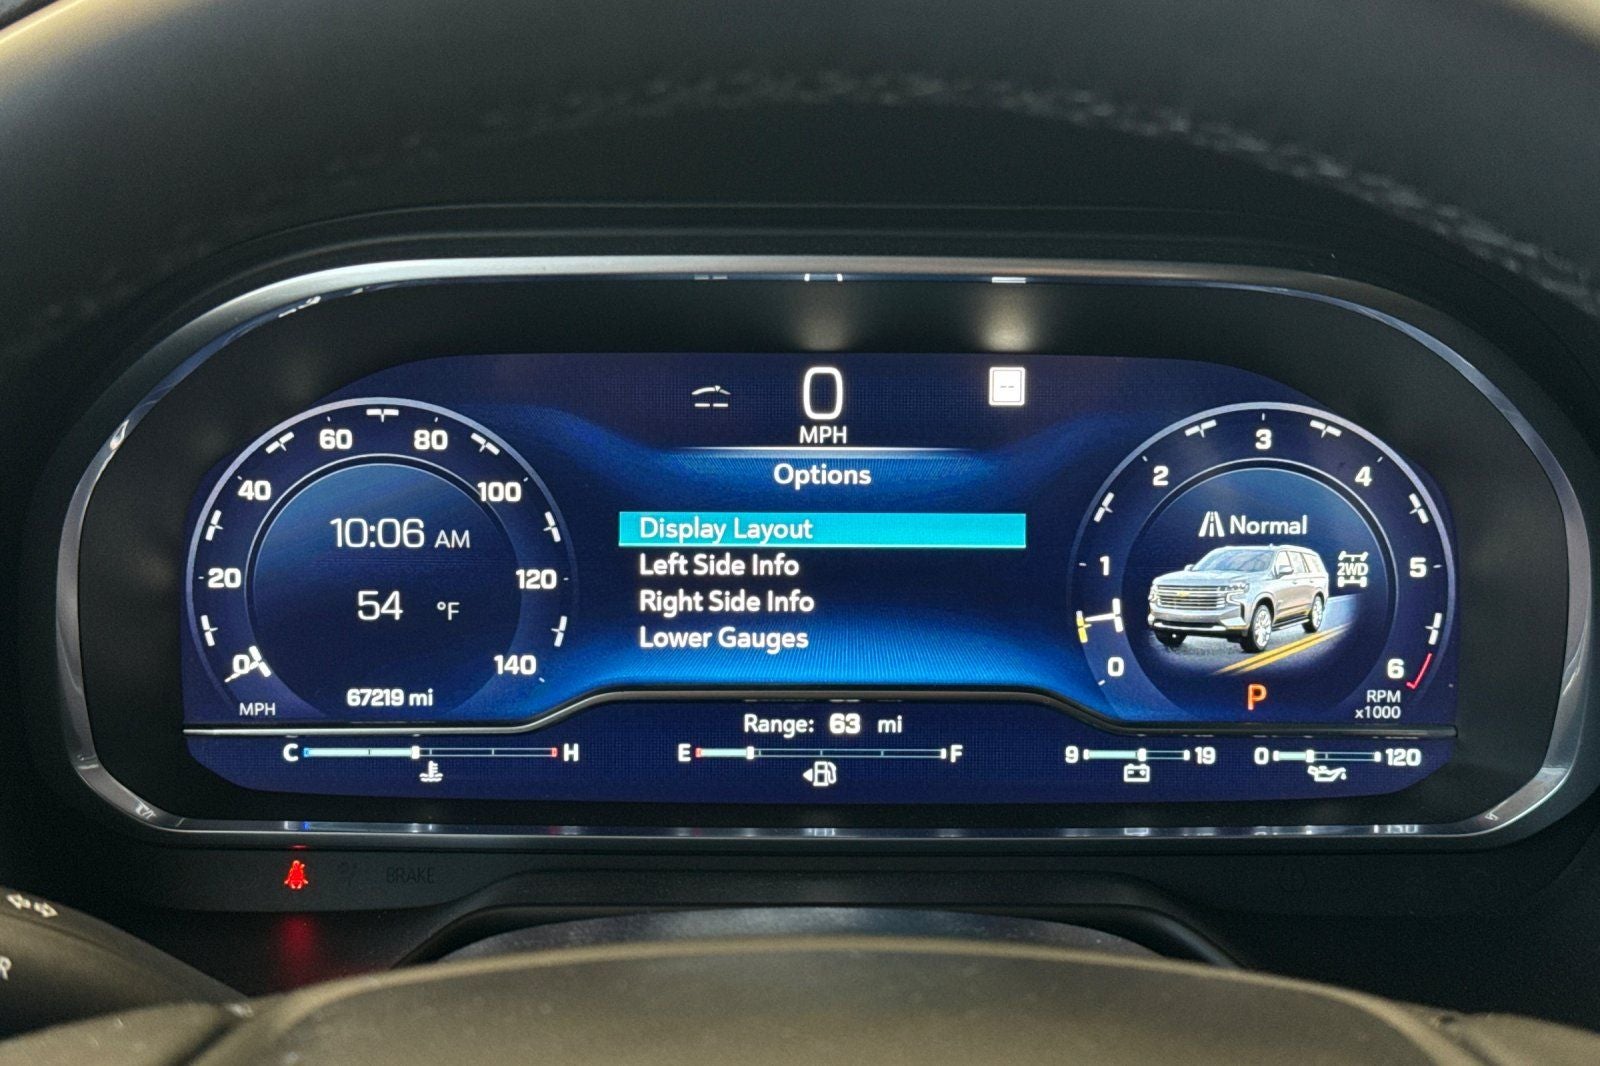 0
MPH
Options
Display Layout
Left Side Info
Right Side Info
Lower Gauges
0
20
40
60
80
100
120
140
MPH
10:06 AM
54 °F
67219 mi
0
1
2
3
4
5
6
RPM
x1000
Normal
2WD
P
Range: 63 mi
C H
E F
9 19
0 120
BRAKE
R